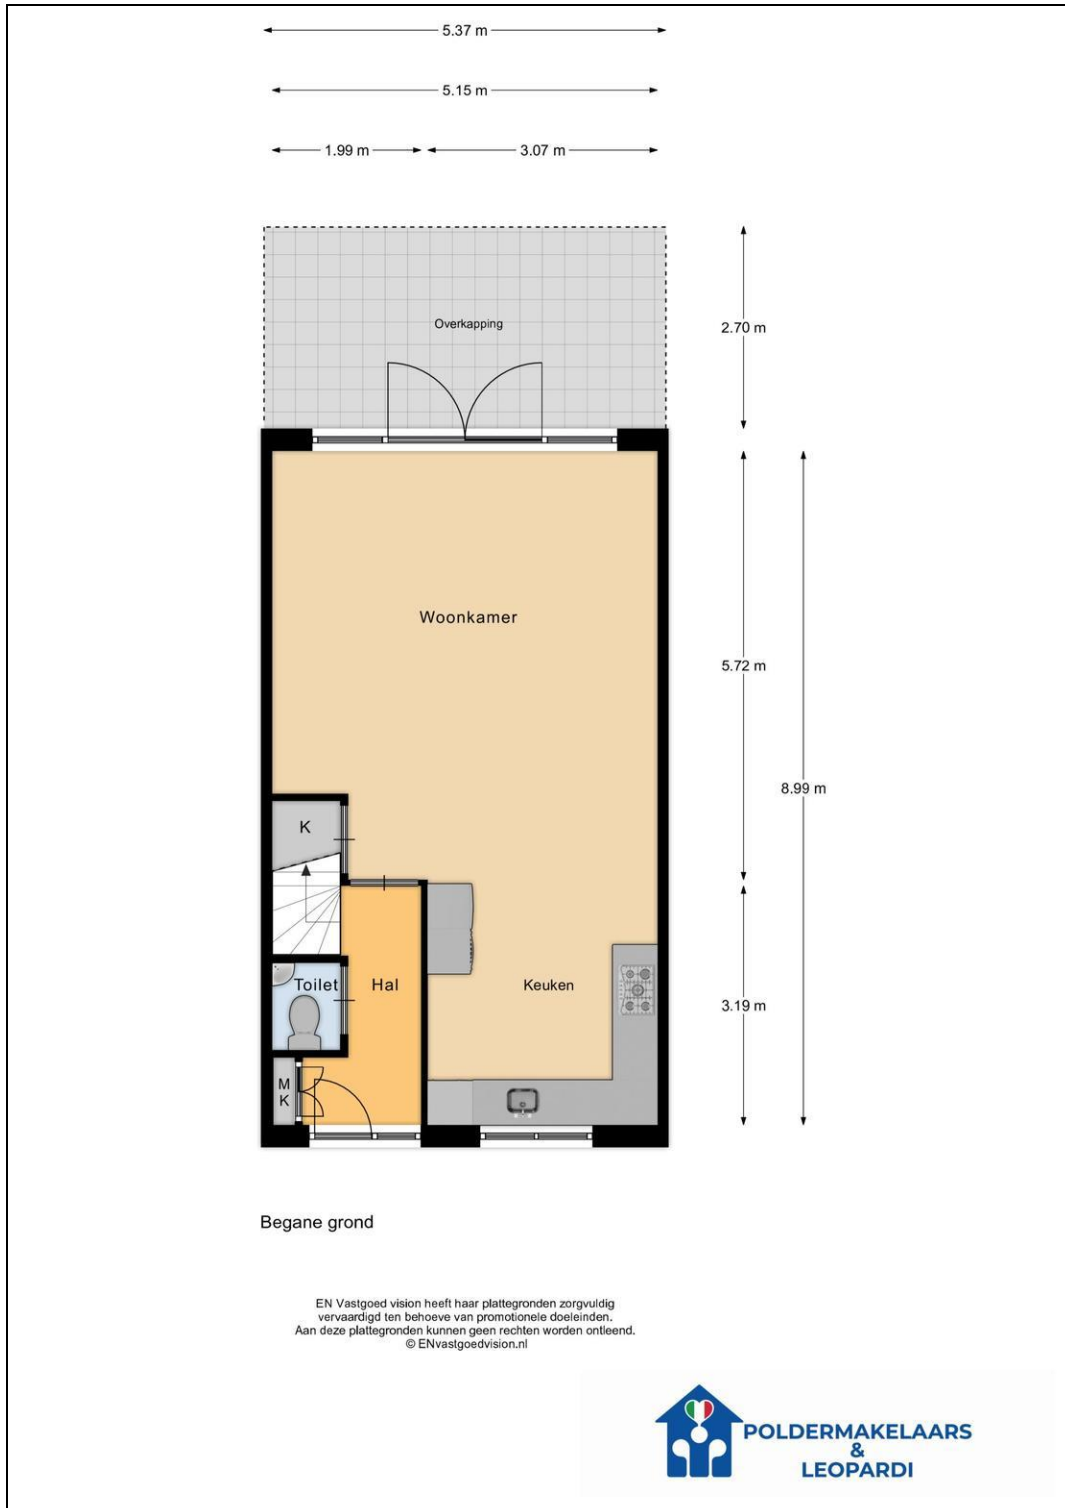 5.37 m
5.15 m
1.99 m
3.07 m
Overkapping
2.70 m
Woonkamer
5.72 m
8.99 m
K
Toilet
Hal
Keuken
3.19 m
M
K
Begane grond
EN Vastgoed vision heeft haar plattegronden zorgvuldig
vervaardigd ten behoeve van promotionele doeleinden.
Aan deze plattegronden kunnen geen rechten worden ontleend.
© ENvastgoedvision.nl
POLDERMAKELAARS
&
LEOPARDI